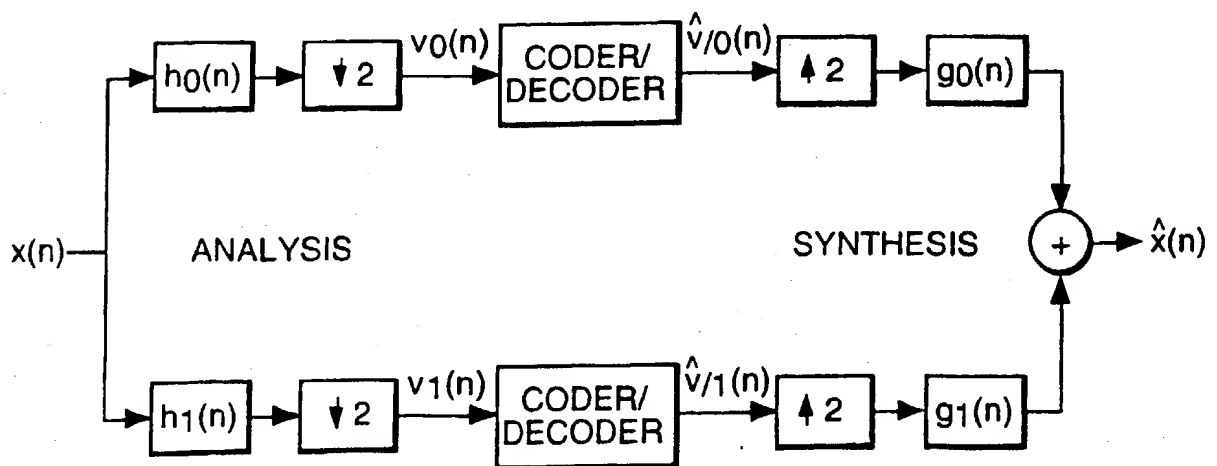 h0(n)
↓ 2
v0(n)
CODER/
DECODER
v̂/0(n)
↑ 2
g0(n)
x(n)
ANALYSIS
SYNTHESIS
+
x̂(n)
h1(n)
↓ 2
v1(n)
CODER/
DECODER
v̂/1(n)
↑ 2
g1(n)